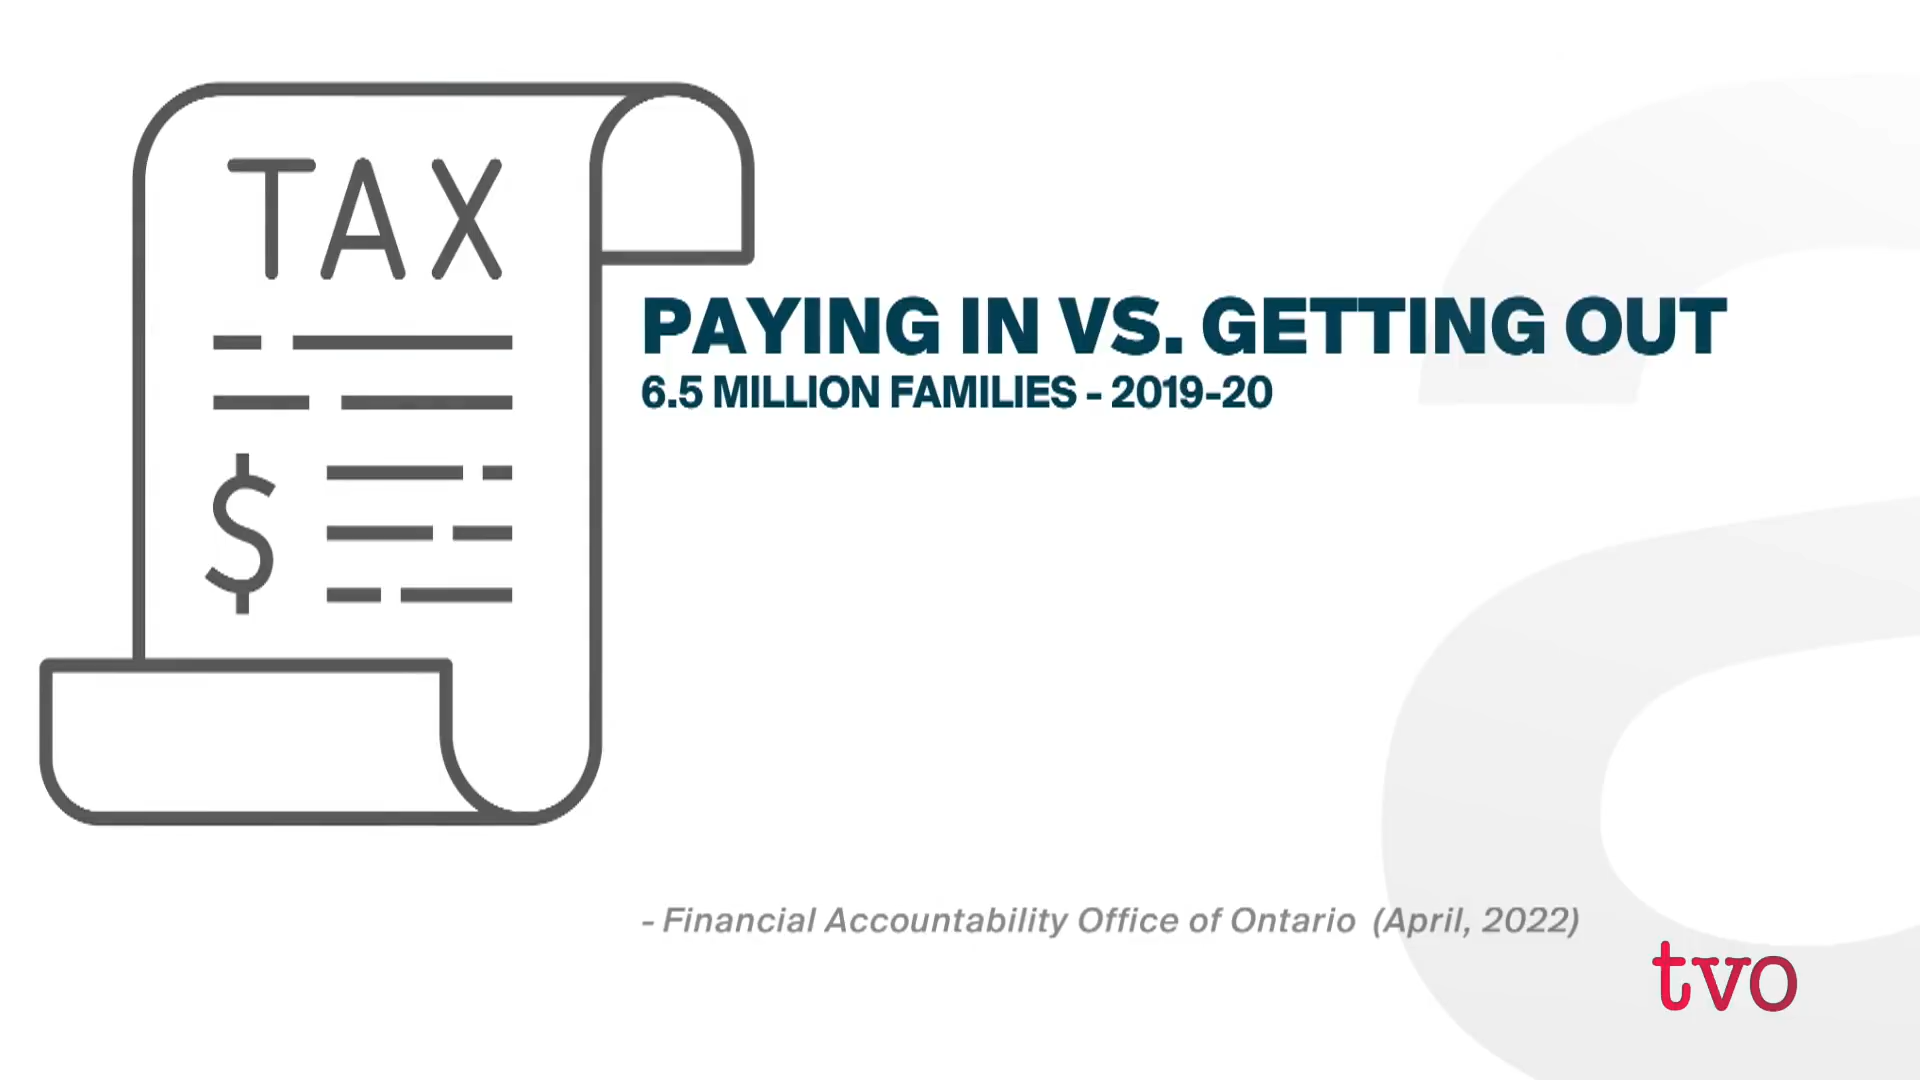 TAX
$
PAYING IN VS. GETTING OUT
6.5 MILLION FAMILIES - 2019-20
- Financial Accountability Office of Ontario (April, 2022)
tvo